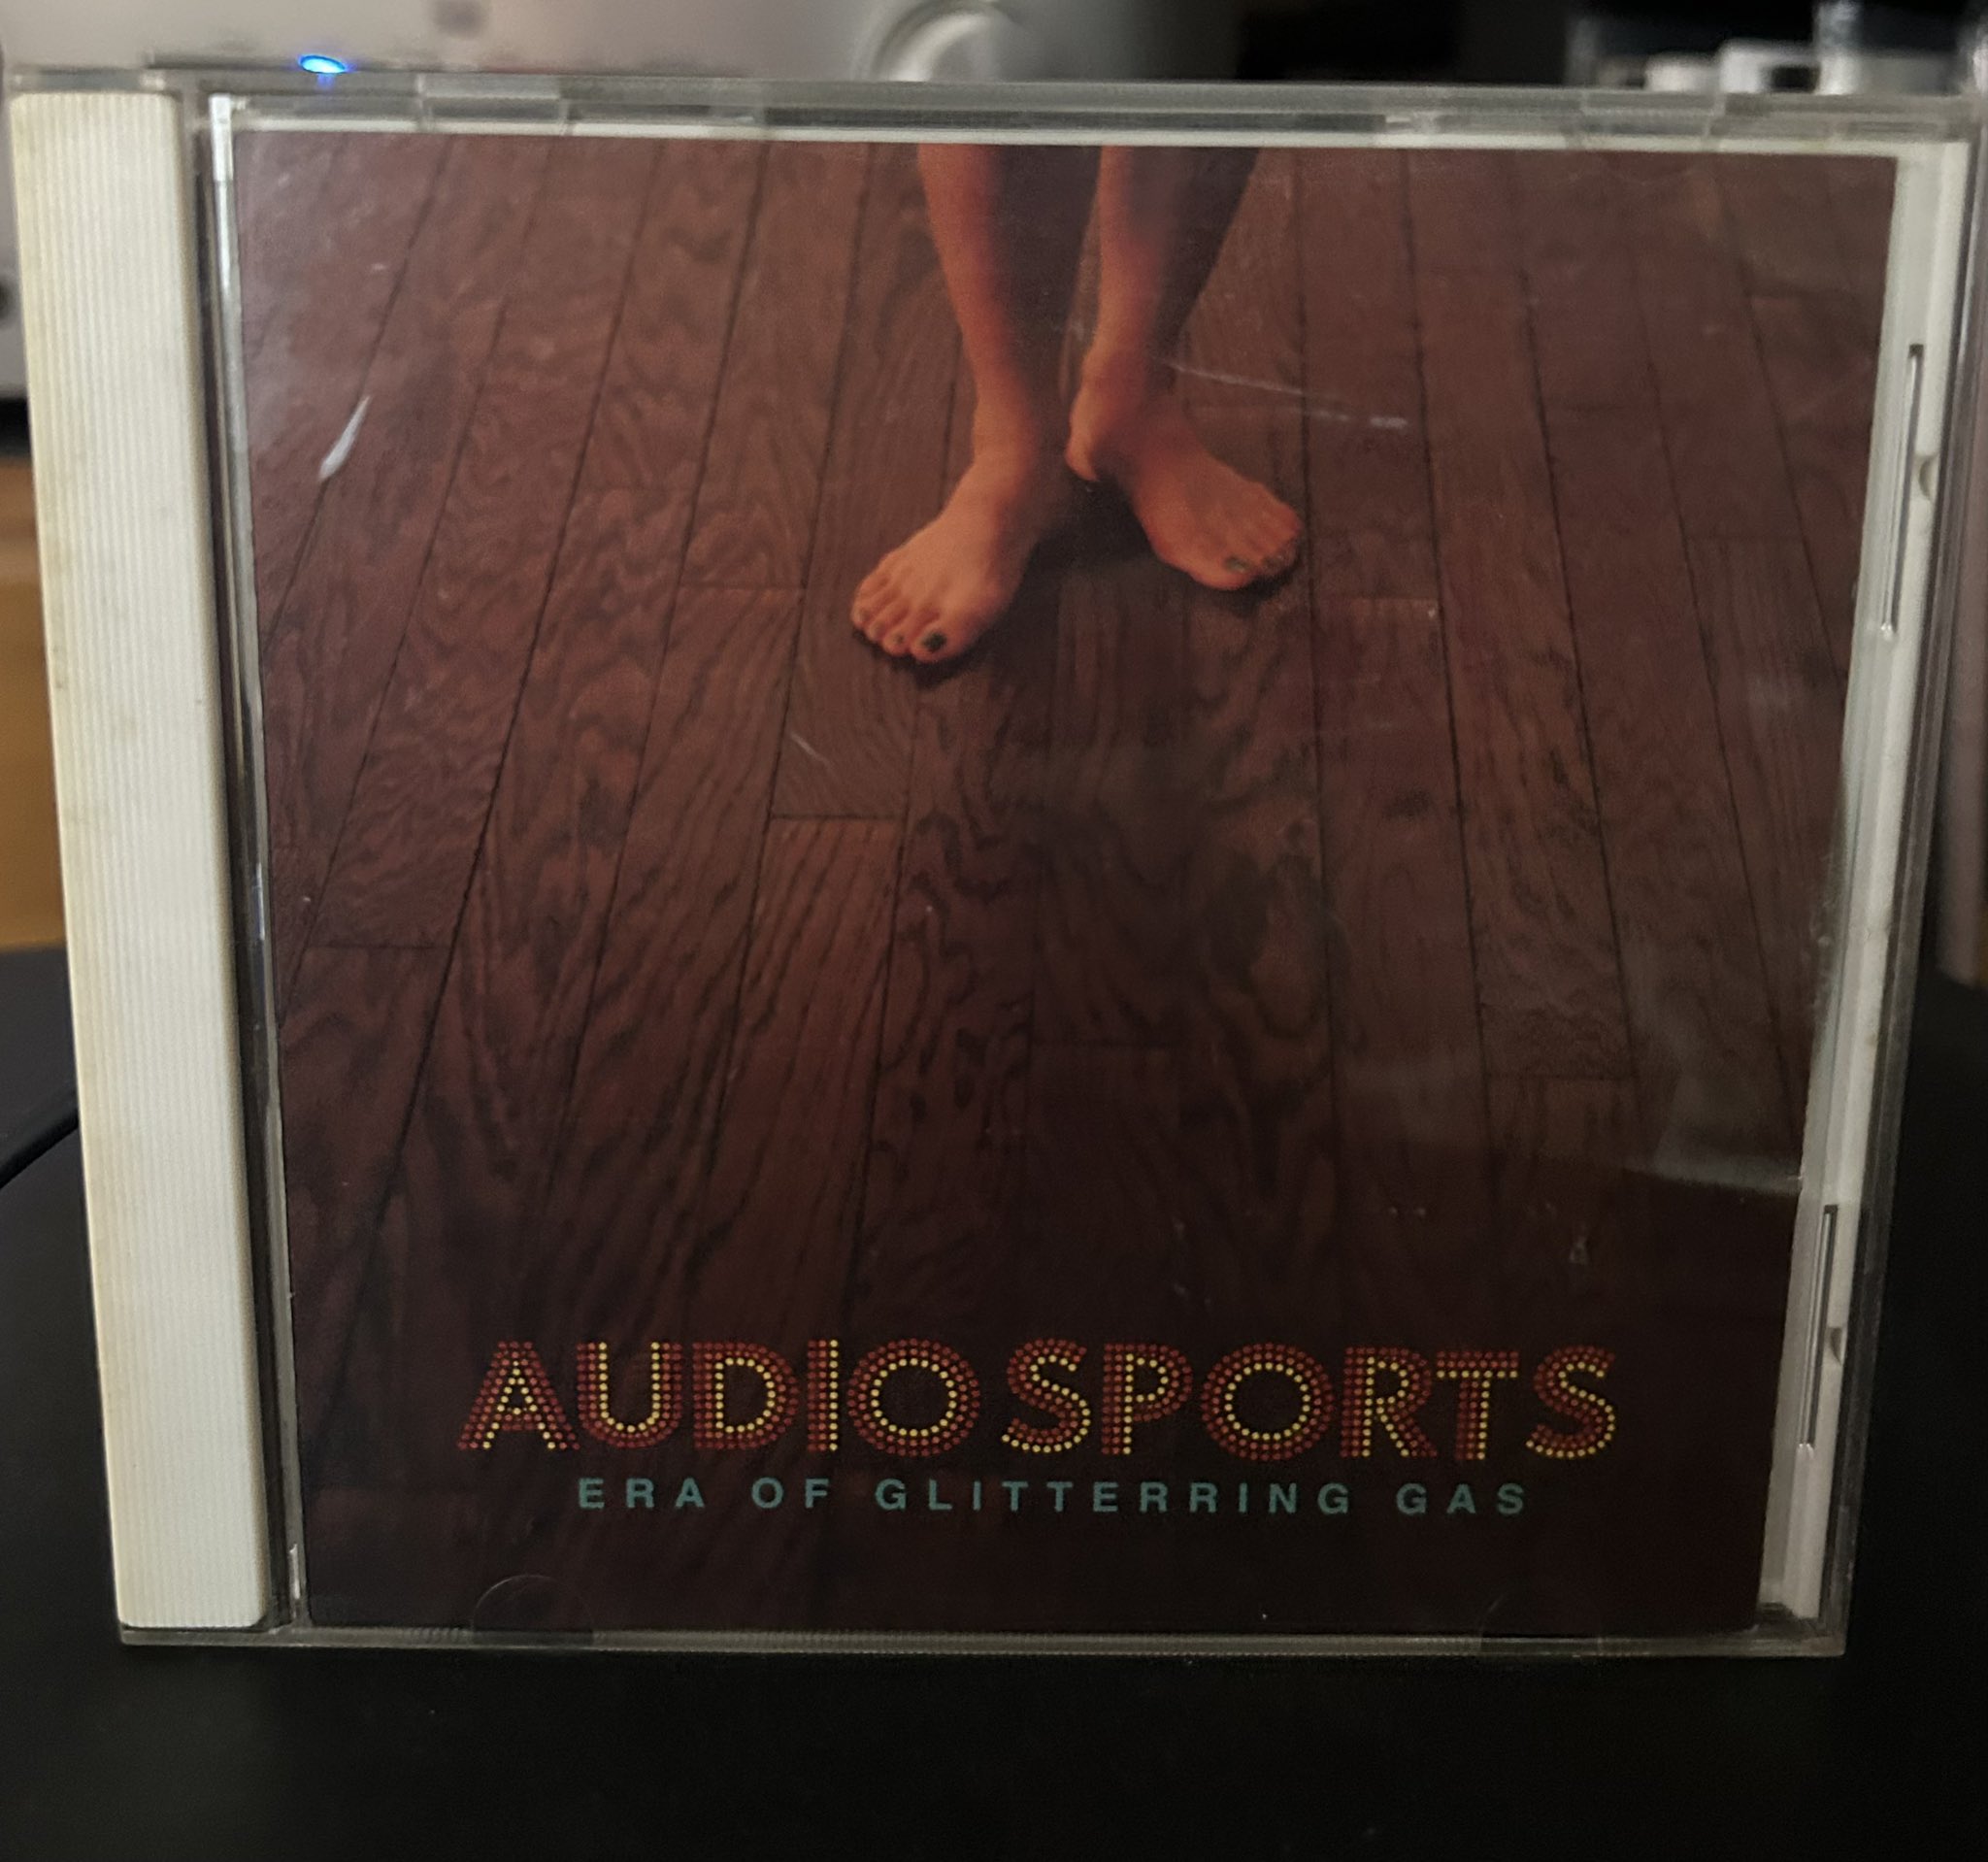 AUDIO SPORTS
ERA OF GLITTERRING GAS